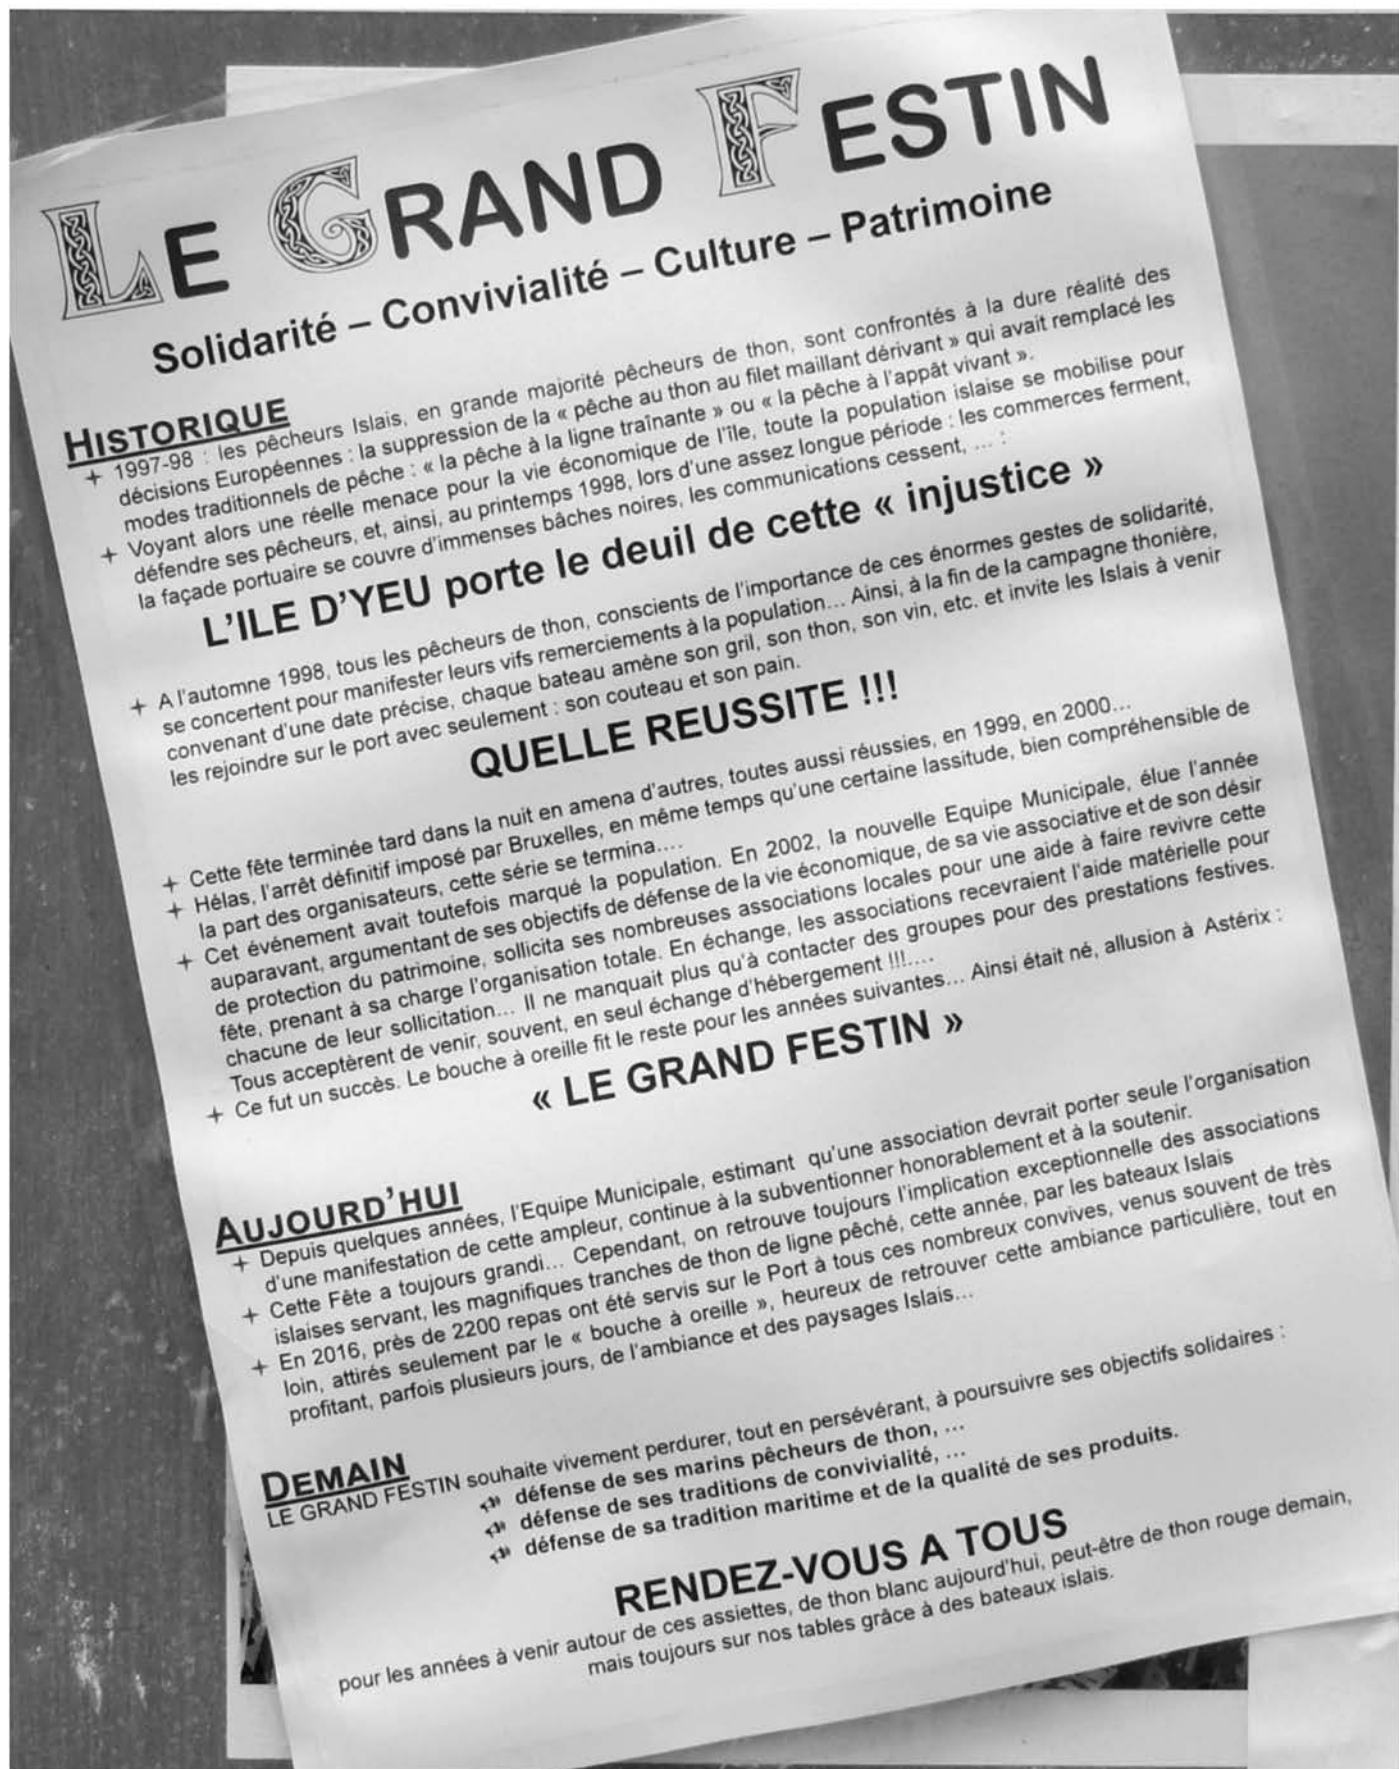 LE GRAND FESTIN
Solidarité – Convivialité – Culture – Patrimoine
HISTORIQUE
+ 1997-98 : les pêcheurs Islais, en grande majorité pêcheurs de thon, sont confrontés à la dure réalité des
décisions Européennes : la suppression de la « pêche au thon au filet maillant dérivant » qui avait remplacé les
modes traditionnels de pêche : « la pêche à la ligne traînante » ou « la pêche à l'appât vivant ».
+ Voyant alors une réelle menace pour la vie économique de l'île, toute la population islaise se mobilise pour
défendre ses pêcheurs, et, ainsi, au printemps 1998, lors d'une assez longue période : les commerces ferment,
la façade portuaire se couvre d'immenses bâches noires, les communications cessent, ... :
L'ILE D'YEU porte le deuil de cette « injustice »
+ A l'automne 1998, tous les pêcheurs de thon, conscients de l'importance de ces énormes gestes de solidarité,
se concertent pour manifester leurs vifs remerciements à la population... Ainsi, à la fin de la campagne thonière,
convenant d'une date précise, chaque bateau amène son gril, son thon, son vin, etc. et invite les Islais à venir
les rejoindre sur le port avec seulement : son couteau et son pain.
QUELLE REUSSITE !!!
+ Cette fête terminée tard dans la nuit en amena d'autres, toutes aussi réussies, en 1999, en 2000...
+ Hélas, l'arrêt définitif imposé par Bruxelles, en même temps qu'une certaine lassitude, bien compréhensible de
la part des organisateurs, cette série se termina....
+ Cet événement avait toutefois marqué la population. En 2002, la nouvelle Equipe Municipale, élue l'année
auparavant, argumentant de ses objectifs de défense de la vie économique, de sa vie associative et de son désir
de protection du patrimoine, sollicita ses nombreuses associations locales pour une aide à faire revivre cette
fête, prenant à sa charge l'organisation totale. En échange, les associations recevraient l'aide matérielle pour
chacune de leur sollicitation... Il ne manquait plus qu'à contacter des groupes pour des prestations festives.
Tous acceptèrent de venir, souvent, en seul échange d'hébergement !!!....
+ Ce fut un succès. Le bouche à oreille fit le reste pour les années suivantes... Ainsi était né, allusion à Astérix :
« LE GRAND FESTIN »
AUJOURD'HUI
+ Depuis quelques années, l'Equipe Municipale, estimant qu'une association devrait porter seule l'organisation
d'une manifestation de cette ampleur, continue à la subventionner honorablement et à la soutenir.
+ Cette Fête a toujours grandi... Cependant, on retrouve toujours l'implication exceptionnelle des associations
islaises servant, les magnifiques tranches de thon de ligne pêché, cette année, par les bateaux Islais
+ En 2016, près de 2200 repas ont été servis sur le Port à tous ces nombreux convives, venus souvent de très
loin, attirés seulement par le « bouche à oreille », heureux de retrouver cette ambiance particulière, tout en
profitant, parfois plusieurs jours, de l'ambiance et des paysages Islais...
DEMAIN
LE GRAND FESTIN souhaite vivement perdurer, tout en persévérant, à poursuivre ses objectifs solidaires :
défense de ses marins pêcheurs de thon, ...
défense de ses traditions de convivialité, ...
défense de sa tradition maritime et de la qualité de ses produits.
RENDEZ-VOUS A TOUS
pour les années à venir autour de ces assiettes, de thon blanc aujourd'hui, peut-être de thon rouge demain,
mais toujours sur nos tables grâce à des bateaux islais.